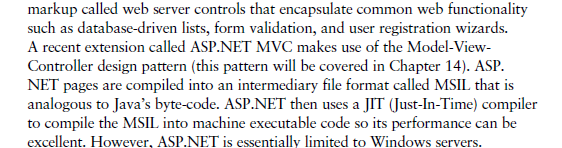 markup called web server controls that encapsulate common web functionality
such as database-driven lists, form validation, and user registration wizards.
A recent extension called ASP.NET MVC makes use of the Model-View-
Controller design pattern (this pattern will be covered in Chapter 14). ASP.
NET pages are compiled into an intermediary file format called MSIL that is
analogous to Java's byte-code. ASP.NET then uses a JIT (Just-In-Time) compiler
to compile the MSIL into machine executable code so its performance can be
excellent. However, ASP.NET is essentially limited to Windows servers.